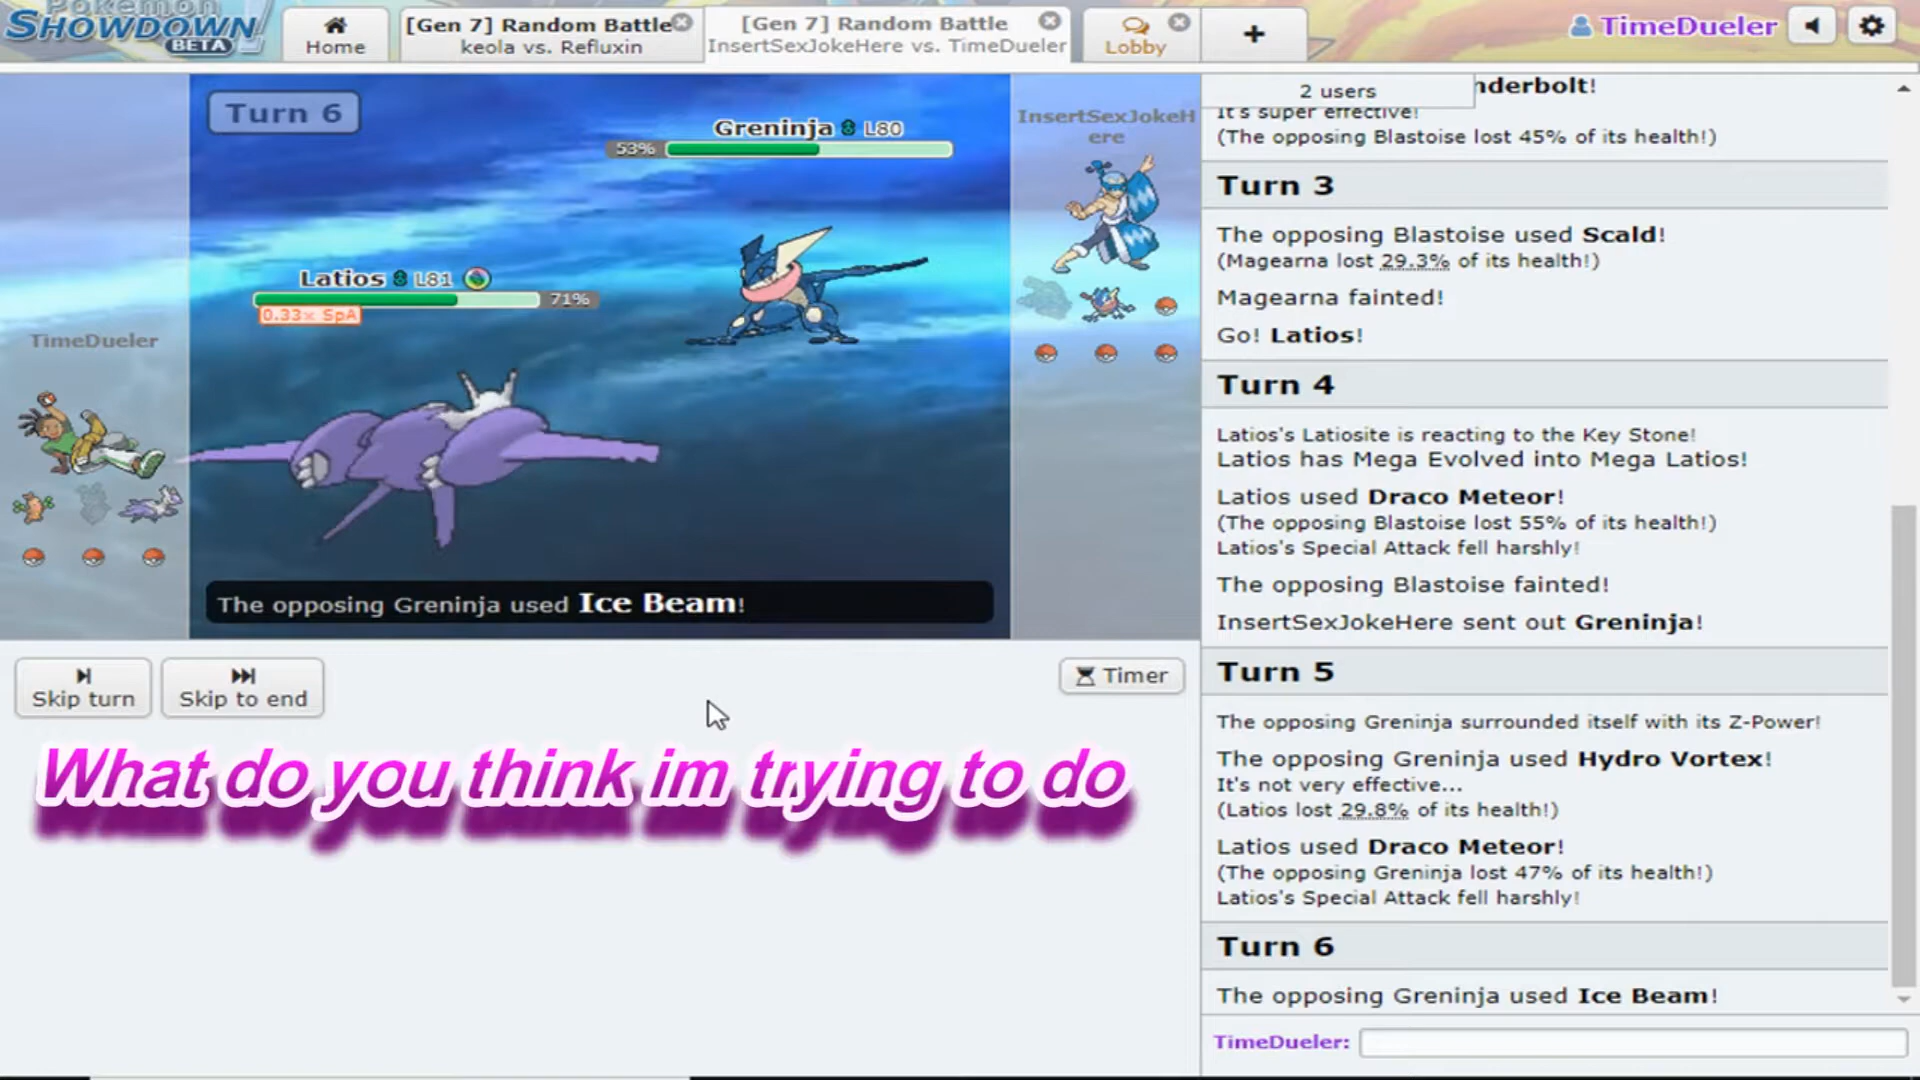 Pokémon
SHOWDOWN
BETA
Home
[Gen 7] Random Battle
keola vs. Refluxin
[Gen 7] Random Battle
InsertSexJokeHere vs. TimeDueler
Lobby
+
TimeDueler
Turn 6
Greninja L80
53%
Latios L81
71%
0.33x SpA
TimeDueler
InsertSexJokeH
ere
The opposing Greninja used Ice Beam!
Skip turn
Skip to end
Timer
What do you think im trying to do
2 users
nderbolt!
It's super effective!
(The opposing Blastoise lost 45% of its health!)
Turn 3
The opposing Blastoise used Scald!
(Magearna lost 29.3% of its health!)
Magearna fainted!
Go! Latios!
Turn 4
Latios's Latiosite is reacting to the Key Stone!
Latios has Mega Evolved into Mega Latios!
Latios used Draco Meteor!
(The opposing Blastoise lost 55% of its health!)
Latios's Special Attack fell harshly!
The opposing Blastoise fainted!
InsertSexJokeHere sent out Greninja!
Turn 5
The opposing Greninja surrounded itself with its Z-Power!
The opposing Greninja used Hydro Vortex!
It's not very effective...
(Latios lost 29.8% of its health!)
Latios used Draco Meteor!
(The opposing Greninja lost 47% of its health!)
Latios's Special Attack fell harshly!
Turn 6
The opposing Greninja used Ice Beam!
TimeDueler: